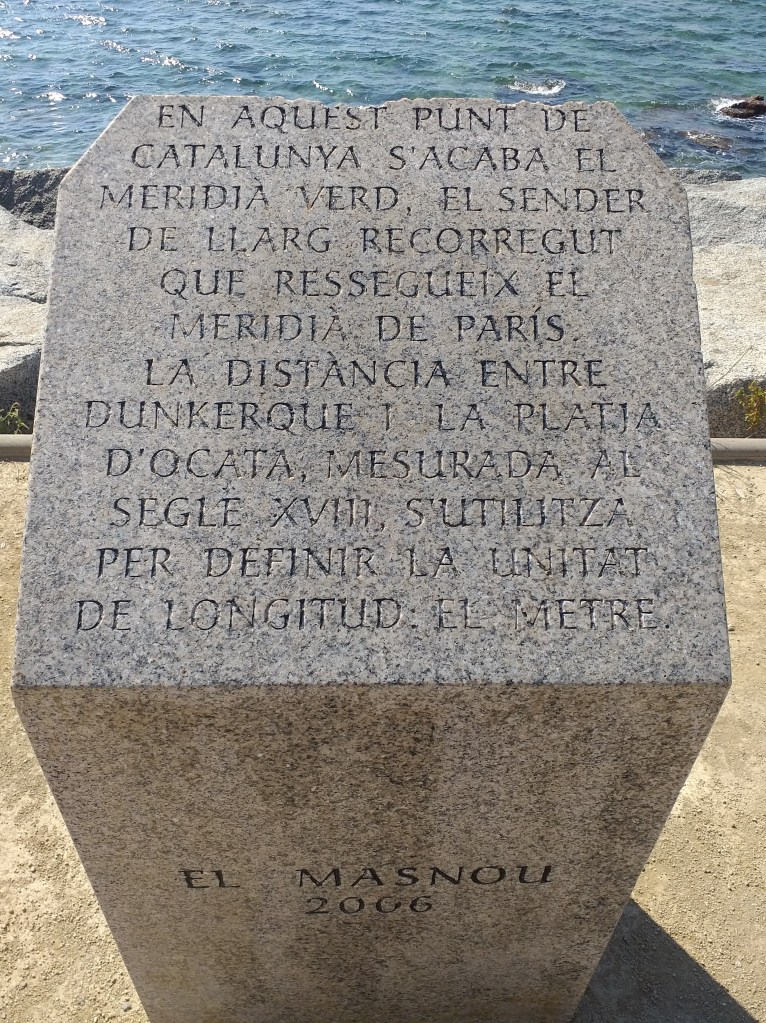 EN AQUEST PUNT DE
CATALUNYA S'ACABA EL
MERIDIÀ VERD, EL SENDER
DE LLARG RECORREGUT
QUE RESSEGUEIX EL
MERIDIÀ DE PARÍS.
LA DISTÀNCIA ENTRE
DUNKERQUE I LA PLATJA
D'OCATA, MESURADA AL
SEGLE XVIII, S'UTILITZA
PER DEFINIR LA UNITAT
DE LONGITUD: EL METRE.
EL MASNOU
2006